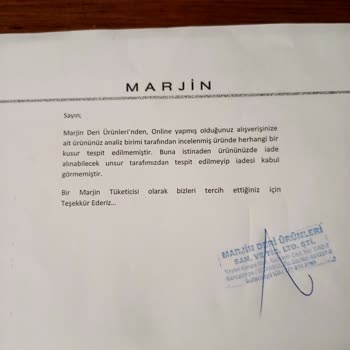 MARJİN
Sayın;
Marjin Deri Ürünleri'nden, Online yapmış olduğunuz alışverişinize
ait ürününüz analiz birimi tarafından incelenmiş üründe herhangi bir
kusur tespit edilmemiştir. Buna istinaden ürününüzde iade
alınabilecek unsur tarafımızdan tespit edilmeyip iadesi kabul
görmemiştir.
Bir Marjin Tüketicisi olarak bizleri tercih ettiğiniz için
Teşekkür Ederiz...
MARJİN DERİ ÜRÜNLERİ
SAN. VE TİC. LTD. ŞTİ.